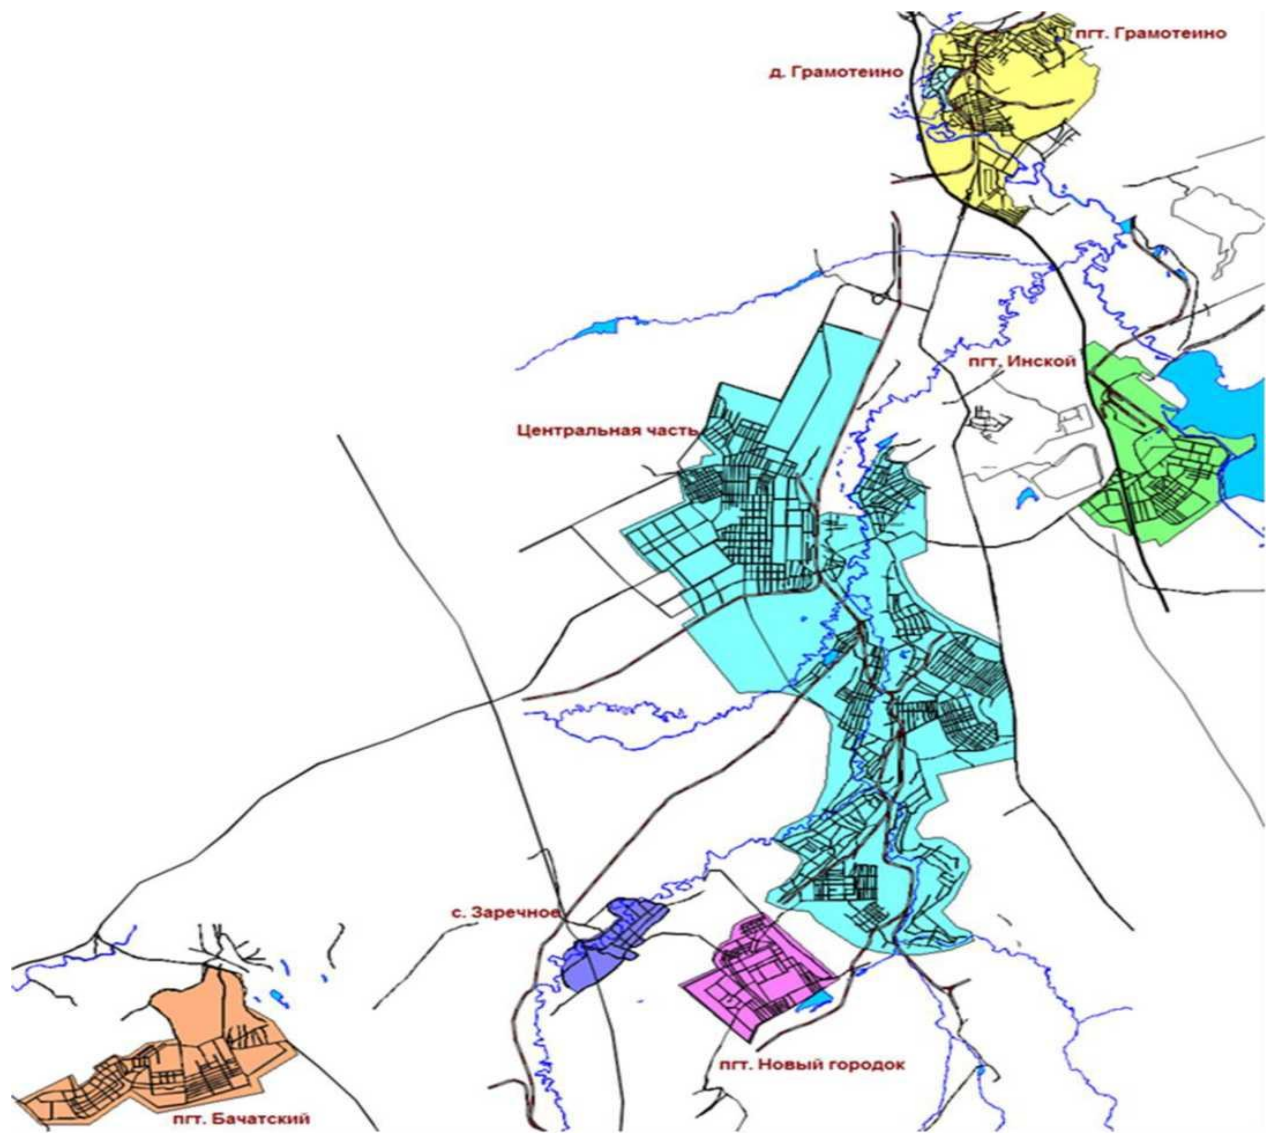 пгт. Грамотеино
д. Грамотеино
пгт. Инской
Центральная часть
с. Заречное
пгт. Новый городок
пгт. Бачатский